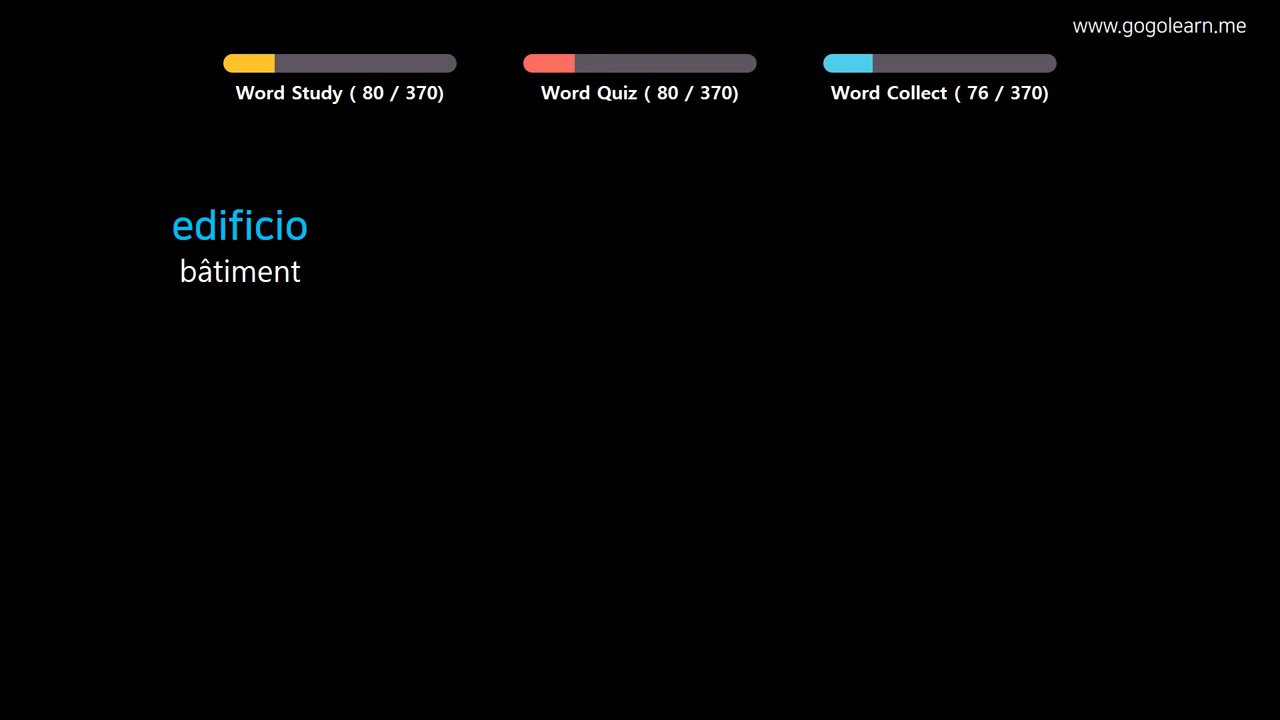 www.gogolearn.me
Word Study ( 80 / 370)
Word Quiz ( 80 / 370)
Word Collect ( 76 / 370)
edificio
bâtiment